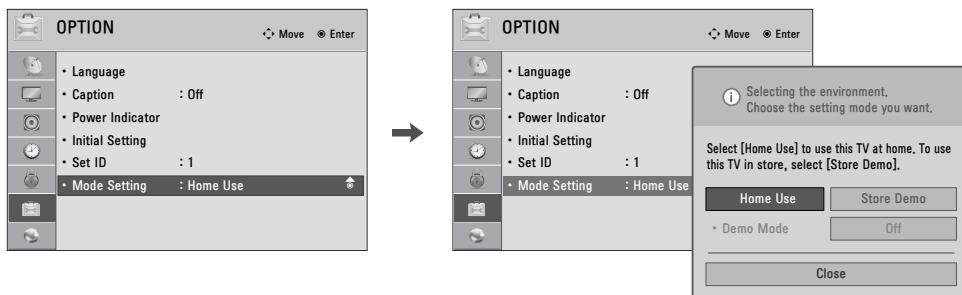 OPTION
Move Enter
• Language
• Caption : Off
• Power Indicator
• Initial Setting
• Set ID : 1
• Mode Setting : Home Use
OPTION
Move Enter
• Language
• Caption : Off
• Power Indicator
• Initial Setting
• Set ID : 1
• Mode Setting : Home Use
i Selecting the environment.
Choose the setting mode you want.
Select [Home Use] to use this TV at home. To use
this TV in store, select [Store Demo].
Home Use Store Demo
• Demo Mode Off
Close